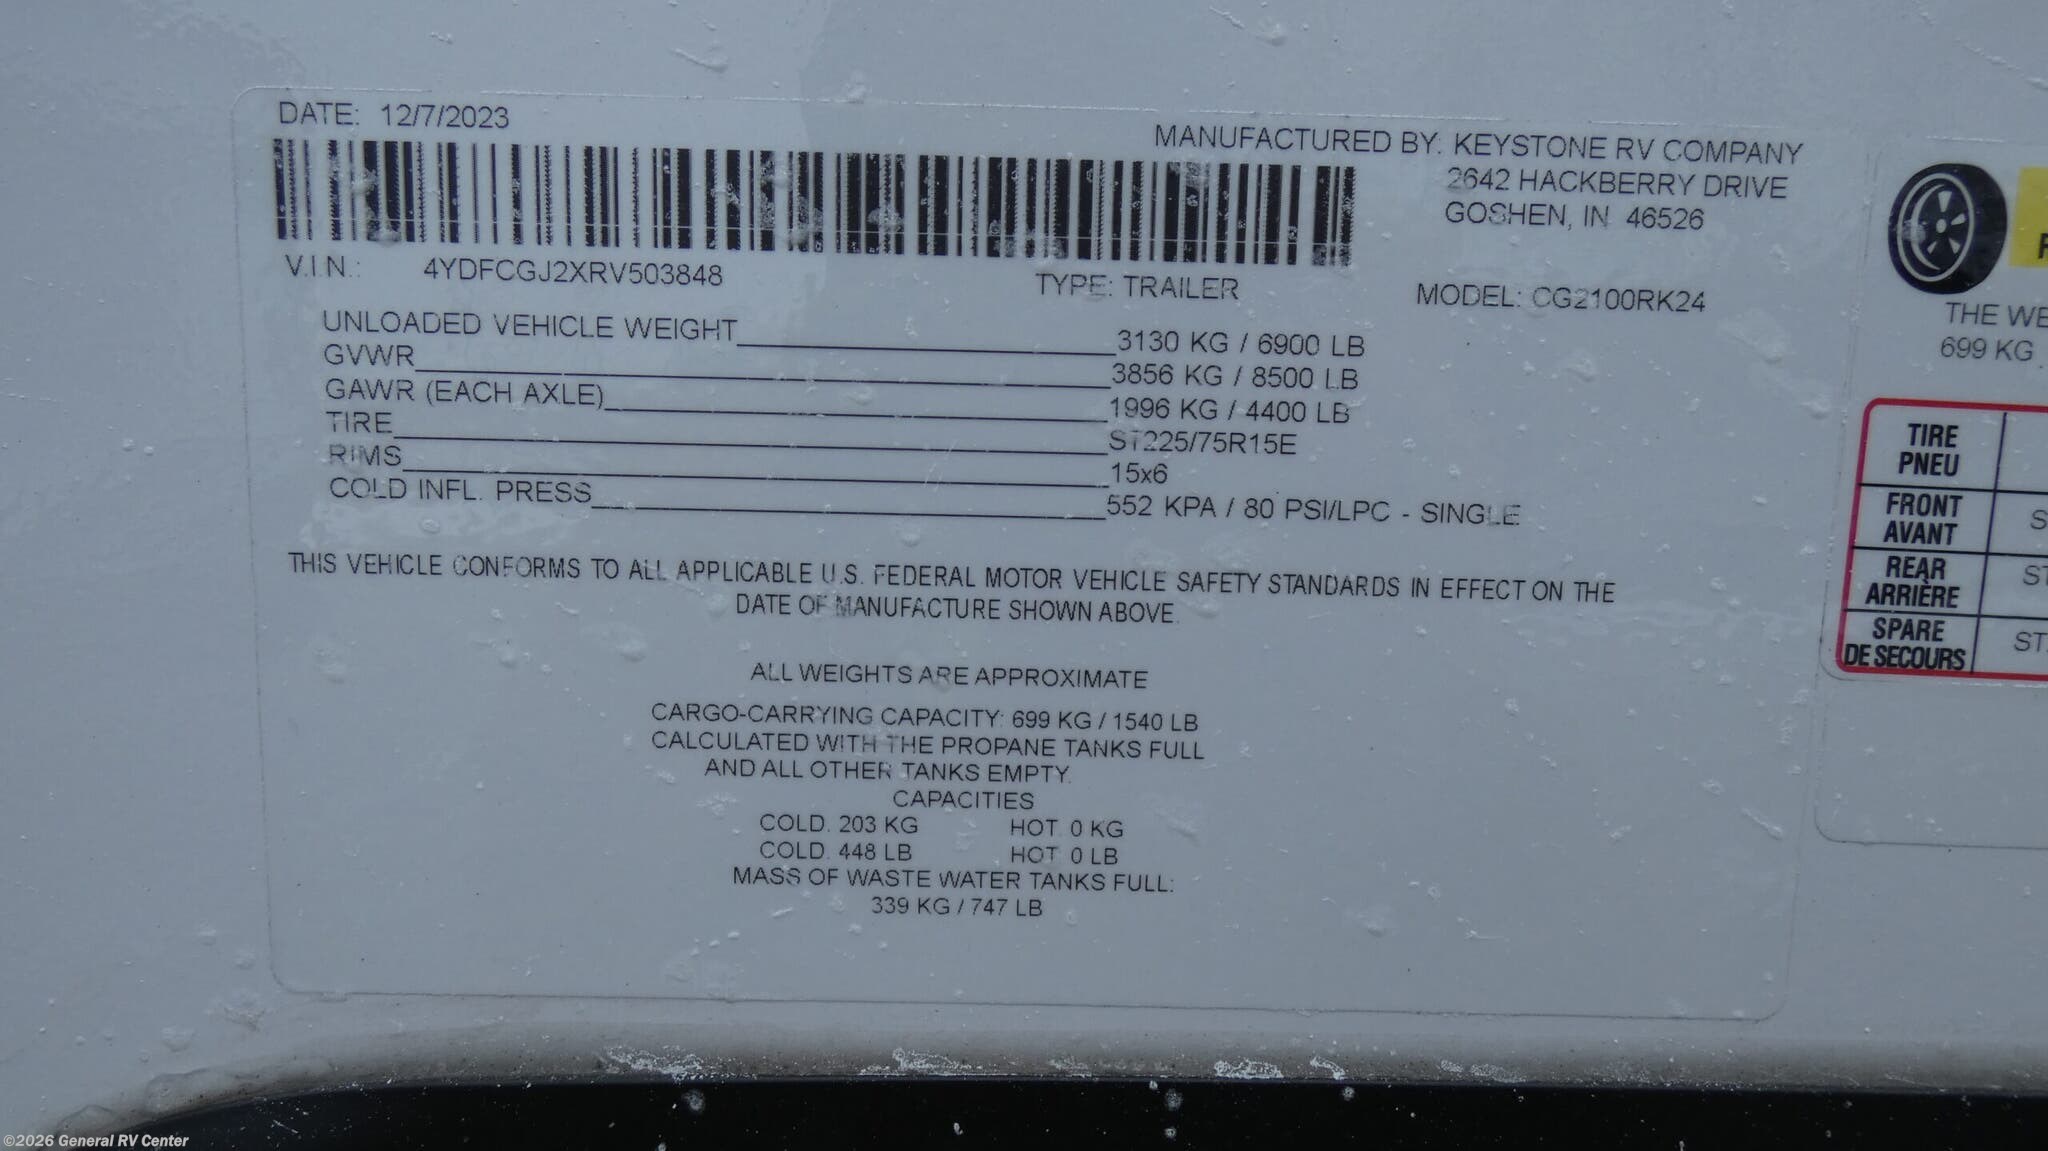 DATE: 12/7/2023
MANUFACTURED BY: KEYSTONE RV COMPANY
2642 HACKBERRY DRIVE
GOSHEN, IN 46526
V.I.N.: 4YDFCGJ2XRV503848
TYPE: TRAILER
MODEL: CG2100RK24
UNLOADED VEHICLE WEIGHT 3130 KG / 6900 LB
GVWR 3856 KG / 8500 LB
GAWR (EACH AXLE) 1996 KG / 4400 LB
TIRE ST225/75R15E
RIMS 15x6
COLD INFL. PRESS 552 KPA / 80 PSI/LPC - SINGLE
THIS VEHICLE CONFORMS TO ALL APPLICABLE U.S. FEDERAL MOTOR VEHICLE SAFETY STANDARDS IN EFFECT ON THE
DATE OF MANUFACTURE SHOWN ABOVE.
ALL WEIGHTS ARE APPROXIMATE
CARGO-CARRYING CAPACITY: 699 KG / 1540 LB
CALCULATED WITH THE PROPANE TANKS FULL
AND ALL OTHER TANKS EMPTY.
CAPACITIES
COLD. 203 KG HOT. 0 KG
COLD. 448 LB HOT. 0 LB
MASS OF WASTE WATER TANKS FULL:
339 KG / 747 LB
THE
699 KG
TIRE
PNEU
FRONT
AVANT
REAR
ARRIÈRE
SPARE
DE SECOURS
©2026 General RV Center